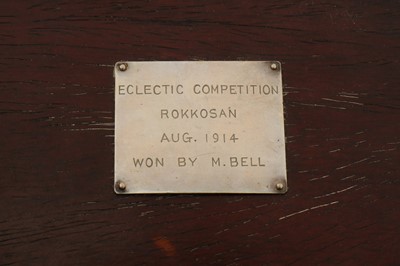 ECLECTIC COMPETITION
ROKKOSAN
AUG. 1914
WON BY M. BELL